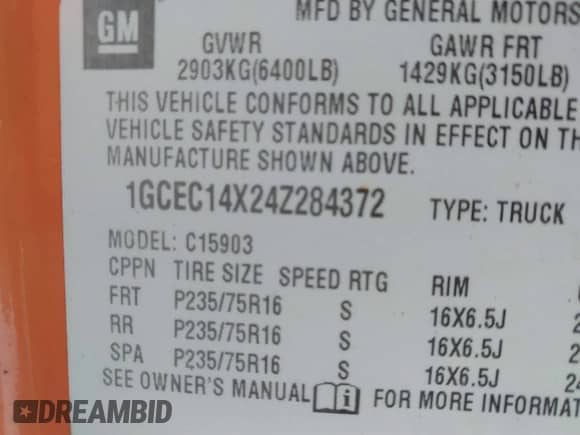 GM
MFD BY GENERAL MOTORS
GVWR GAWR FRT
2903KG(6400LB) 1429KG(3150LB)
THIS VEHICLE CONFORMS TO ALL APPLICABLE
VEHICLE SAFETY STANDARDS IN EFFECT ON TH
MANUFACTURE SHOWN ABOVE.
1GCEC14X24Z284372 TYPE: TRUCK
MODEL: C15903
CPPN TIRE SIZE SPEED RTG RIM
FRT P235/75R16 S 16X6.5J 2
RR P235/75R16 S 16X6.5J 2
SPA P235/75R16 S 16X6.5J 24
SEE OWNER'S MANUAL i FOR MORE INFORMAT
DREAMBID